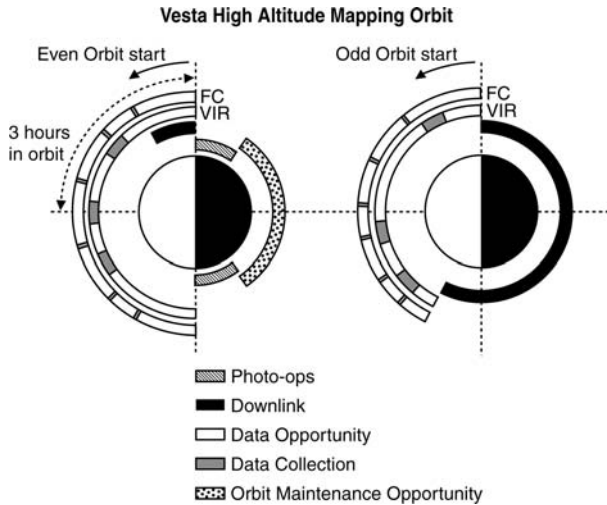 Vesta High Altitude Mapping Orbit
Even Orbit start
Odd Orbit start
FC
VIR
FC
VIR
3 hours
in orbit
Photo-ops
Downlink
Data Opportunity
Data Collection
Orbit Maintenance Opportunity